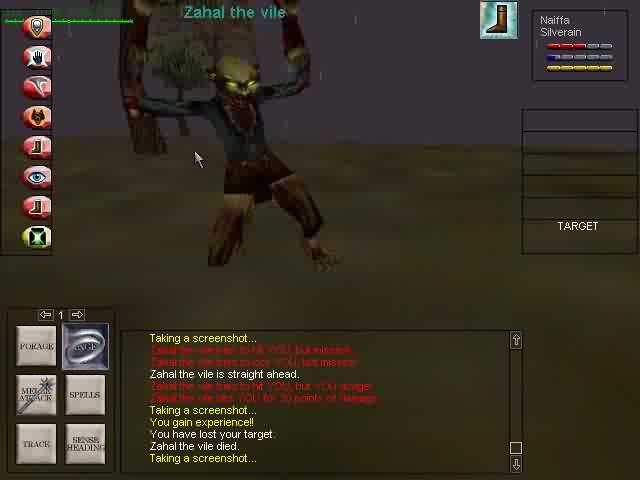 Zahal the vile
Naiffa
Silverain
TARGET
1
FORAGE
MELEE ATTACK
SPELLS
TRACK
SENSE HEADING
Taking a screenshot...
Zahal the vile tries to hit YOU, but misses!
Zahal the vile tries to YOU, but misses!
Zahal the vile is straight ahead.
Zahal the vile tries to hit YOU, but YOU dodge!
Zahal the vile hits YOU for 30 points of damage.
Taking a screenshot...
You gain experience!!
You have lost your target.
Zahal the vile died.
Taking a screenshot...